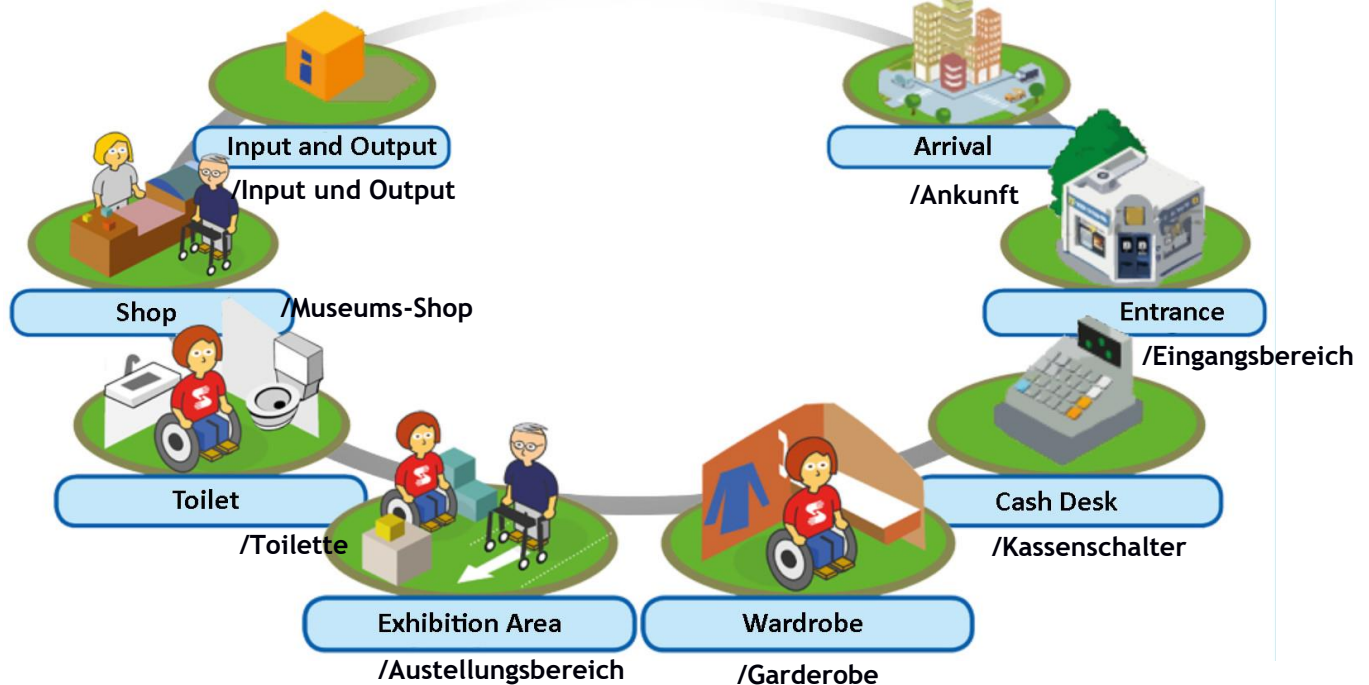 Input and Output
/Input und Output
Arrival
/Ankunft
Shop
/Museums-Shop
Entrance
/Eingangsbereich
Toilet
/Toilette
Cash Desk
/Kassenschalter
Exhibition Area
/Austellungsbereich
Wardrobe
/Garderobe